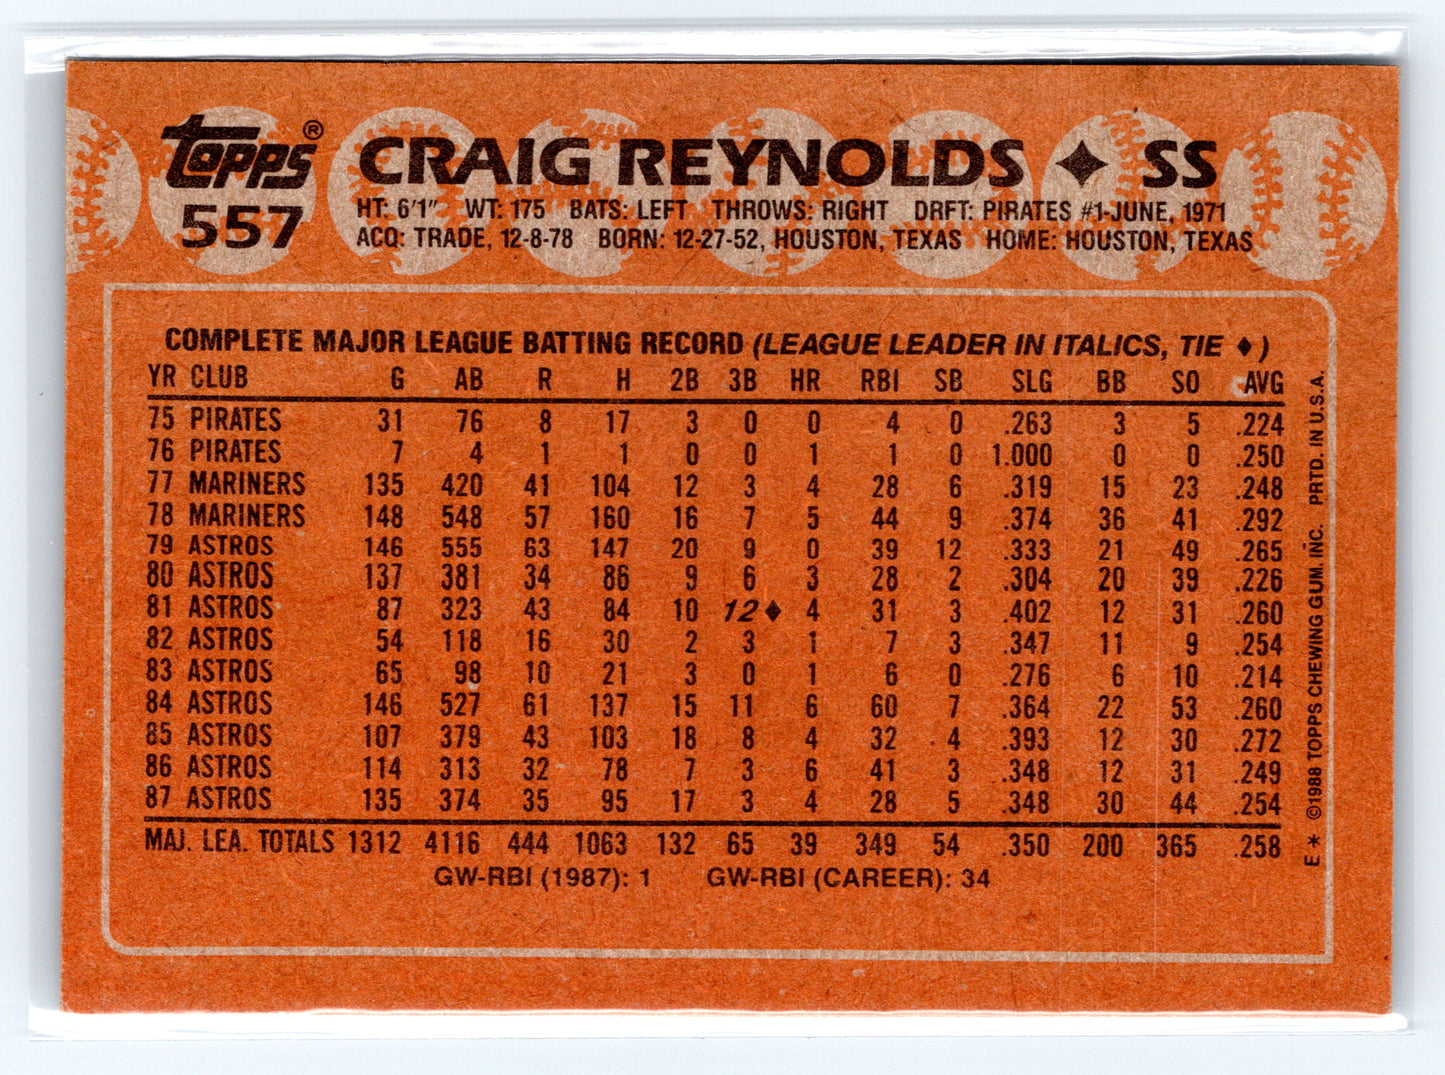 topps®
557
CRAIG REYNOLDS ✦ SS
HT: 6'1" WT: 175 BATS: LEFT THROWS: RIGHT DRFT: PIRATES #1-JUNE, 1971
ACQ: TRADE, 12-8-78 BORN: 12-27-52, HOUSTON, TEXAS HOME: HOUSTON, TEXAS
COMPLETE MAJOR LEAGUE BATTING RECORD (LEAGUE LEADER IN ITALICS, TIE ♦)
YR CLUB G AB R H 2B 3B HR RBI SB SLG BB SO AVG
75 PIRATES 31 76 8 17 3 0 0 4 0 .263 3 5 .224
76 PIRATES 7 4 1 1 0 0 1 1 0 1.000 0 0 .250
77 MARINERS 135 420 41 104 12 3 4 28 6 .319 15 23 .248
78 MARINERS 148 548 57 160 16 7 5 44 9 .374 36 41 .292
79 ASTROS 146 555 63 147 20 9 0 39 12 .333 21 49 .265
80 ASTROS 137 381 34 86 9 6 3 28 2 .304 20 39 .226
81 ASTROS 87 323 43 84 10 12♦ 4 31 3 .402 12 31 .260
82 ASTROS 54 118 16 30 2 3 1 7 3 .347 11 9 .254
83 ASTROS 65 98 10 21 3 0 1 6 0 .276 6 10 .214
84 ASTROS 146 527 61 137 15 11 6 60 7 .364 22 53 .260
85 ASTROS 107 379 43 103 18 8 4 32 4 .393 12 30 .272
86 ASTROS 114 313 32 78 7 3 6 41 3 .348 12 31 .249
87 ASTROS 135 374 35 95 17 3 4 28 5 .348 30 44 .254
MAJ. LEA. TOTALS 1312 4116 444 1063 132 65 39 349 54 .350 200 365 .258
GW-RBI (1987): 1 GW-RBI (CAREER): 34
E * ©1988 TOPPS CHEWING GUM, INC. PRTD. IN U.S.A.